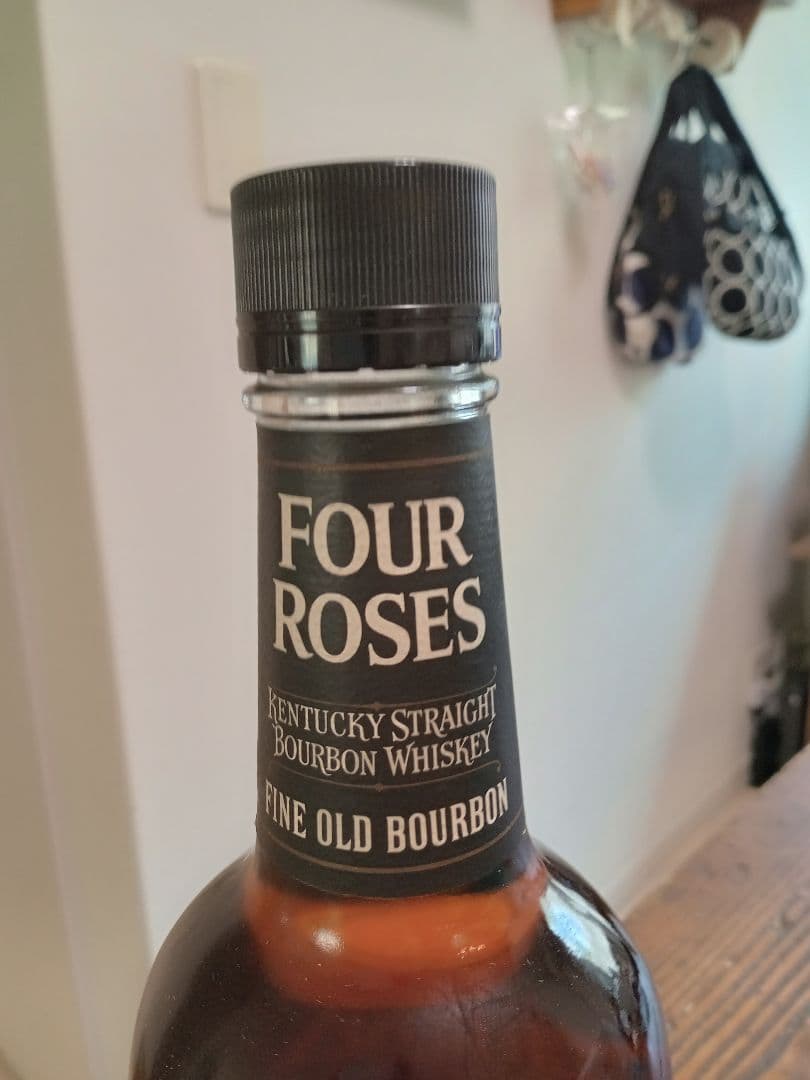 FOUR
ROSES
KENTUCKY STRAIGHT
BOURBON WHISKEY
FINE OLD BOURBON